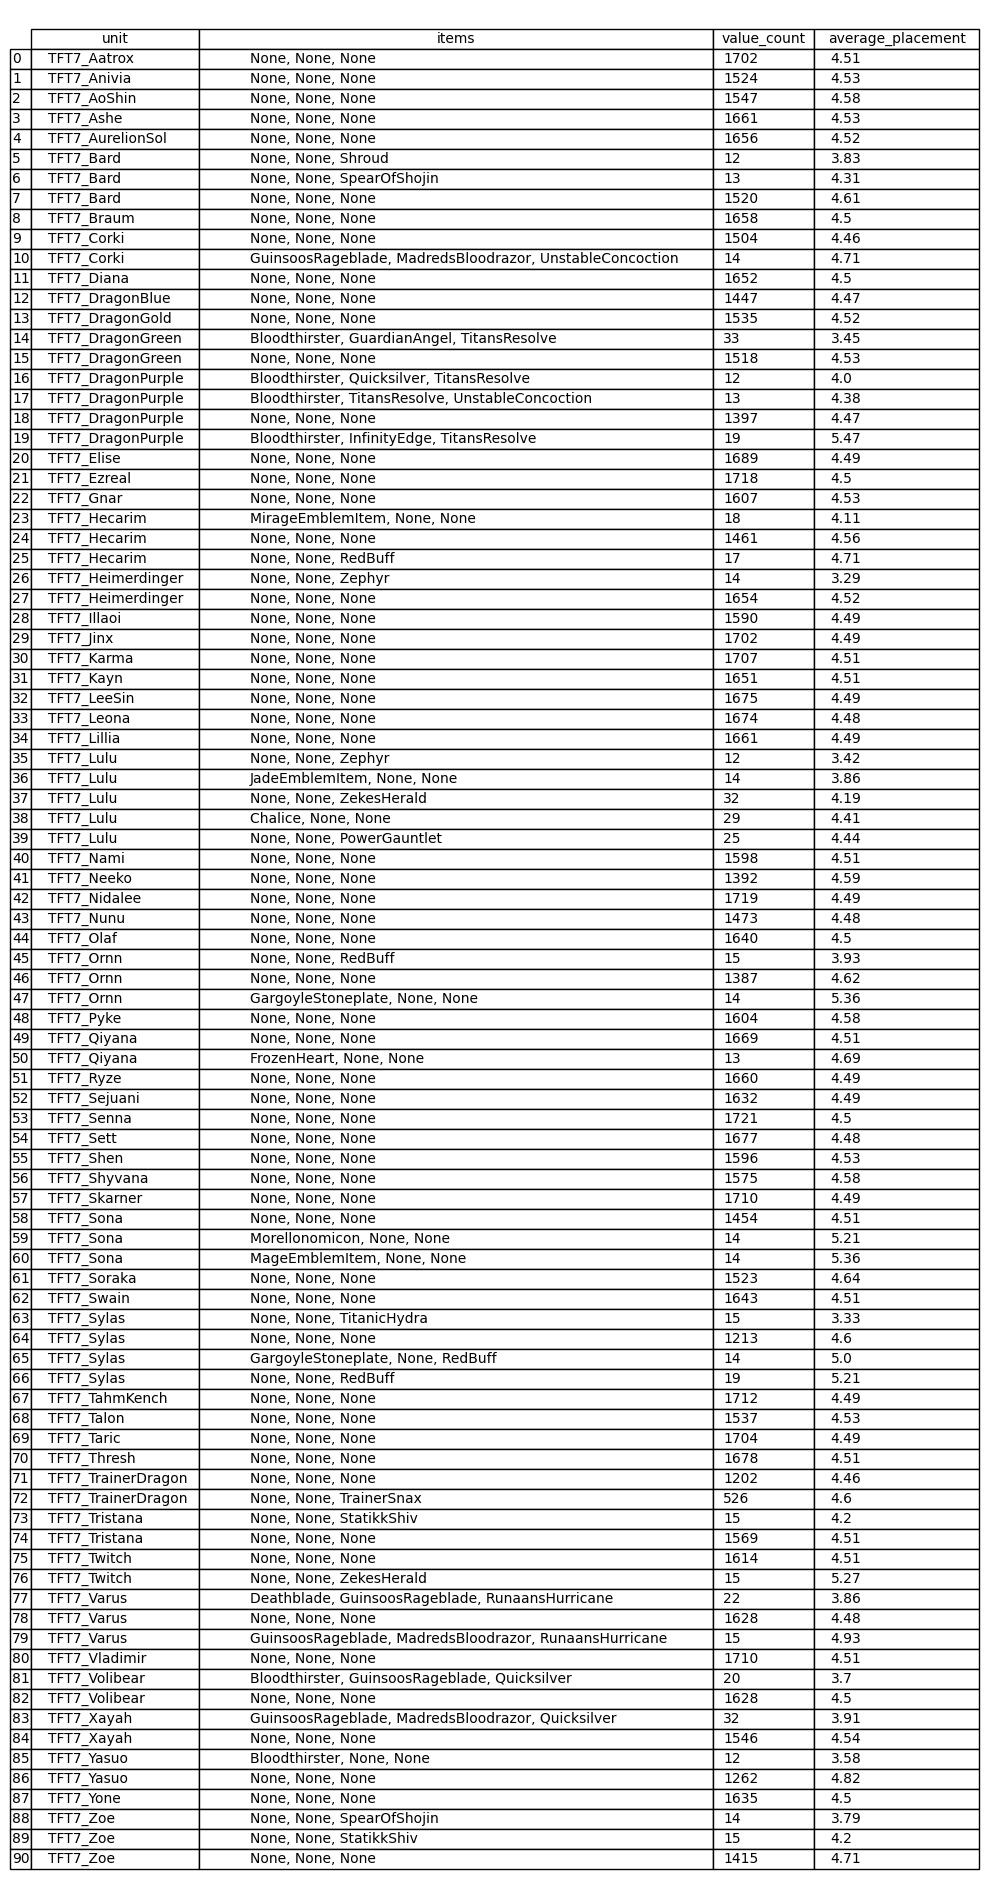 unit items value_count average_placement
0 TFT7_Aatrox None, None, None 1702 4.51
1 TFT7_Anivia None, None, None 1524 4.53
2 TFT7_AoShin None, None, None 1547 4.58
3 TFT7_Ashe None, None, None 1661 4.53
4 TFT7_AurelionSol None, None, None 1656 4.52
5 TFT7_Bard None, None, Shroud 12 3.83
6 TFT7_Bard None, None, SpearOfShojin 13 4.31
7 TFT7_Bard None, None, None 1520 4.61
8 TFT7_Braum None, None, None 1658 4.5
9 TFT7_Corki None, None, None 1504 4.46
10 TFT7_Corki GuinsoosRageblade, MadredsBloodrazor, UnstableConcoction 14 4.71
11 TFT7_Diana None, None, None 1652 4.5
12 TFT7_DragonBlue None, None, None 1447 4.47
13 TFT7_DragonGold None, None, None 1535 4.52
14 TFT7_DragonGreen Bloodthirster, GuardianAngel, TitansResolve 33 3.45
15 TFT7_DragonGreen None, None, None 1518 4.53
16 TFT7_DragonPurple Bloodthirster, Quicksilver, TitansResolve 12 4.0
17 TFT7_DragonPurple Bloodthirster, TitansResolve, UnstableConcoction 13 4.38
18 TFT7_DragonPurple None, None, None 1397 4.47
19 TFT7_DragonPurple Bloodthirster, InfinityEdge, TitansResolve 19 5.47
20 TFT7_Elise None, None, None 1689 4.49
21 TFT7_Ezreal None, None, None 1718 4.5
22 TFT7_Gnar None, None, None 1607 4.53
23 TFT7_Hecarim MirageEmblemItem, None, None 18 4.11
24 TFT7_Hecarim None, None, None 1461 4.56
25 TFT7_Hecarim None, None, RedBuff 17 4.71
26 TFT7_Heimerdinger None, None, Zephyr 14 3.29
27 TFT7_Heimerdinger None, None, None 1654 4.52
28 TFT7_Illaoi None, None, None 1590 4.49
29 TFT7_Jinx None, None, None 1702 4.49
30 TFT7_Karma None, None, None 1707 4.51
31 TFT7_Kayn None, None, None 1651 4.51
32 TFT7_LeeSin None, None, None 1675 4.49
33 TFT7_Leona None, None, None 1674 4.48
34 TFT7_Lillia None, None, None 1661 4.49
35 TFT7_Lulu None, None, Zephyr 12 3.42
36 TFT7_Lulu JadeEmblemItem, None, None 14 3.86
37 TFT7_Lulu None, None, ZekesHerald 32 4.19
38 TFT7_Lulu Chalice, None, None 29 4.41
39 TFT7_Lulu None, None, PowerGauntlet 25 4.44
40 TFT7_Nami None, None, None 1598 4.51
41 TFT7_Neeko None, None, None 1392 4.59
42 TFT7_Nidalee None, None, None 1719 4.49
43 TFT7_Nunu None, None, None 1473 4.48
44 TFT7_Olaf None, None, None 1640 4.5
45 TFT7_Ornn None, None, RedBuff 15 3.93
46 TFT7_Ornn None, None, None 1387 4.62
47 TFT7_Ornn GargoyleStoneplate, None, None 14 5.36
48 TFT7_Pyke None, None, None 1604 4.58
49 TFT7_Qiyana None, None, None 1669 4.51
50 TFT7_Qiyana FrozenHeart, None, None 13 4.69
51 TFT7_Ryze None, None, None 1660 4.49
52 TFT7_Sejuani None, None, None 1632 4.49
53 TFT7_Senna None, None, None 1721 4.5
54 TFT7_Sett None, None, None 1677 4.48
55 TFT7_Shen None, None, None 1596 4.53
56 TFT7_Shyvana None, None, None 1575 4.58
57 TFT7_Skarner None, None, None 1710 4.49
58 TFT7_Sona None, None, None 1454 4.51
59 TFT7_Sona Morellonomicon, None, None 14 5.21
60 TFT7_Sona MageEmblemItem, None, None 14 5.36
61 TFT7_Soraka None, None, None 1523 4.64
62 TFT7_Swain None, None, None 1643 4.51
63 TFT7_Sylas None, None, TitanicHydra 15 3.33
64 TFT7_Sylas None, None, None 1213 4.6
65 TFT7_Sylas GargoyleStoneplate, None, RedBuff 14 5.0
66 TFT7_Sylas None, None, RedBuff 19 5.21
67 TFT7_TahmKench None, None, None 1712 4.49
68 TFT7_Talon None, None, None 1537 4.53
69 TFT7_Taric None, None, None 1704 4.49
70 TFT7_Thresh None, None, None 1678 4.51
71 TFT7_TrainerDragon None, None, None 1202 4.46
72 TFT7_TrainerDragon None, None, TrainerSnax 526 4.6
73 TFT7_Tristana None, None, StatikkShiv 15 4.2
74 TFT7_Tristana None, None, None 1569 4.51
75 TFT7_Twitch None, None, None 1614 4.51
76 TFT7_Twitch None, None, ZekesHerald 15 5.27
77 TFT7_Varus Deathblade, GuinsoosRageblade, RunaansHurricane 22 3.86
78 TFT7_Varus None, None, None 1628 4.48
79 TFT7_Varus GuinsoosRageblade, MadredsBloodrazor, RunaansHurricane 15 4.93
80 TFT7_Vladimir None, None, None 1710 4.51
81 TFT7_Volibear Bloodthirster, GuinsoosRageblade, Quicksilver 20 3.7
82 TFT7_Volibear None, None, None 1628 4.5
83 TFT7_Xayah GuinsoosRageblade, MadredsBloodrazor, Quicksilver 32 3.91
84 TFT7_Xayah None, None, None 1546 4.54
85 TFT7_Yasuo Bloodthirster, None, None 12 3.58
86 TFT7_Yasuo None, None, None 1262 4.82
87 TFT7_Yone None, None, None 1635 4.5
88 TFT7_Zoe None, None, SpearOfShojin 14 3.79
89 TFT7_Zoe None, None, StatikkShiv 15 4.2
90 TFT7_Zoe None, None, None 1415 4.71